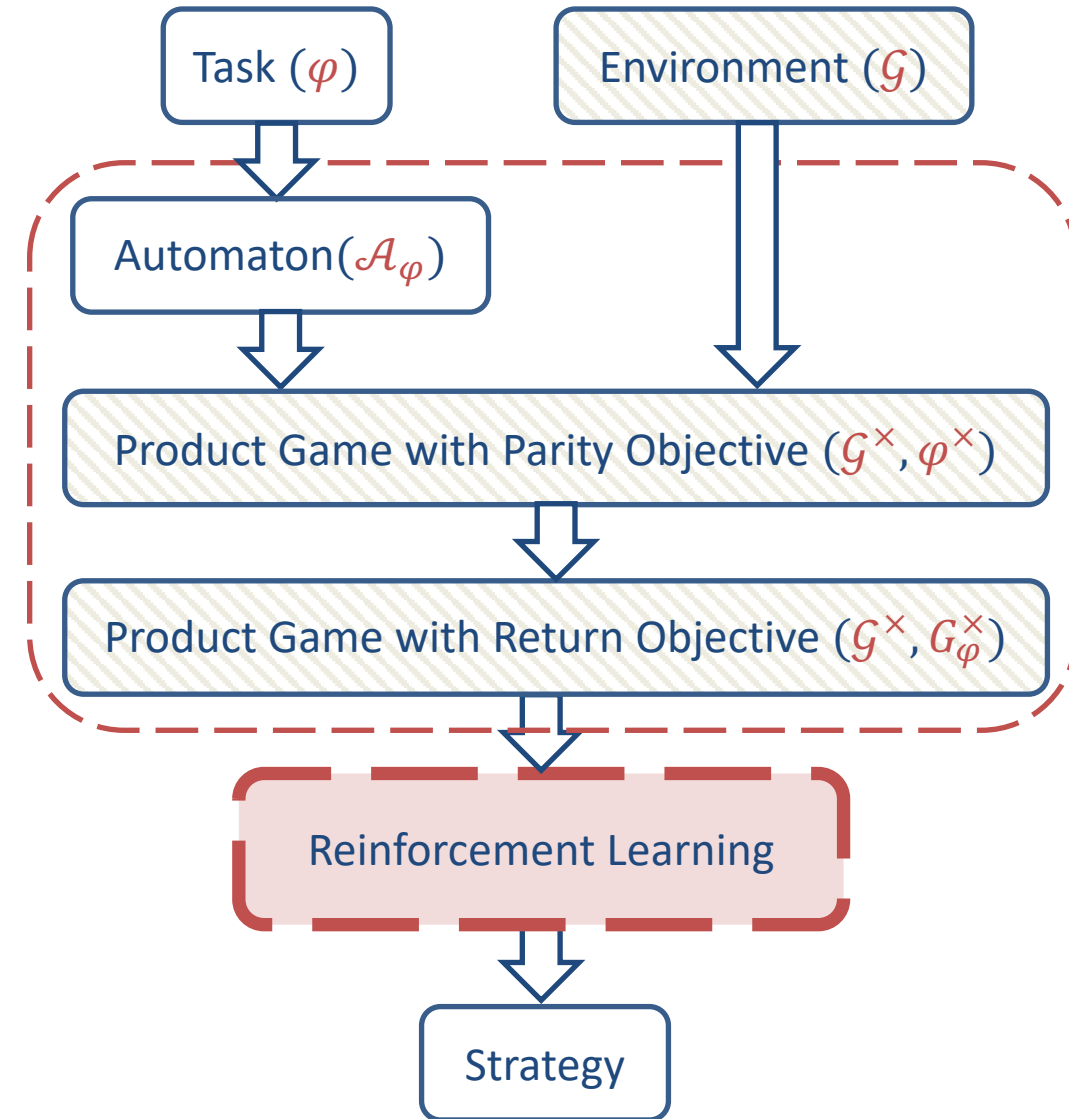 Task (φ)
Environment (𝒢)
Automaton(𝒜_φ)
Product Game with Parity Objective (𝒢^×, φ^×)
Product Game with Return Objective (𝒢^×, G_φ^×)
Reinforcement Learning
Strategy